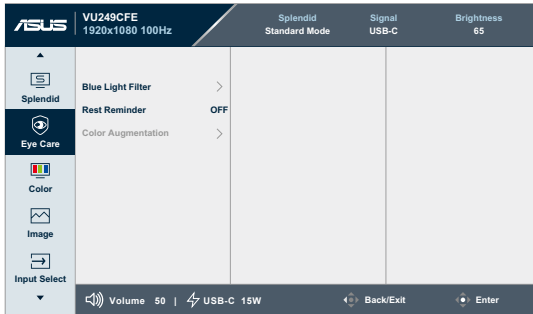 ASUS
VU249CFE
1920x1080 100Hz
Splendid
Standard Mode
Signal
USB-C
Brightness
65
S
Splendid
Eye Care
Color
Image
Input Select
Blue Light Filter
Rest Reminder OFF
Color Augmentation
Volume 50 | USB-C 15W
Back/Exit
Enter